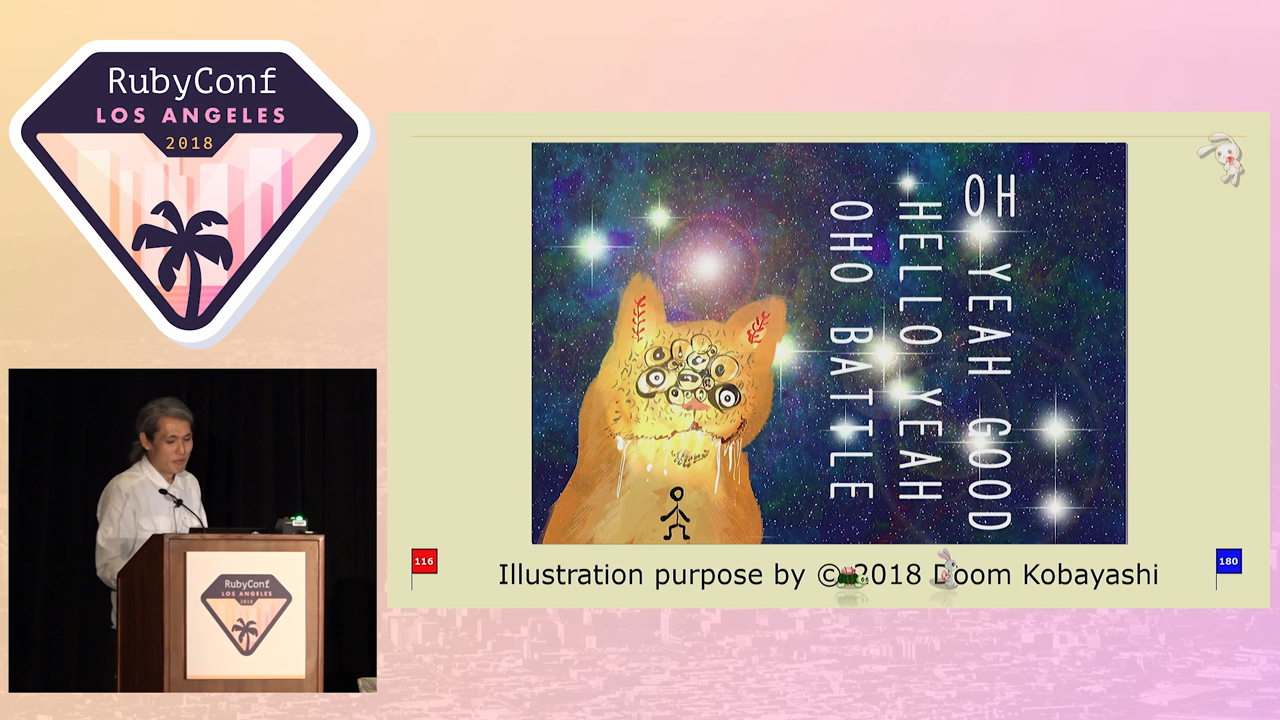 RubyConf
LOS ANGELES
2018
OH YEAH GOOD
HELLO YEAH
OHO BATTLE
116
Illustration purpose by © 2018 Doom Kobayashi
180
RubyConf
LOS ANGELES
2018